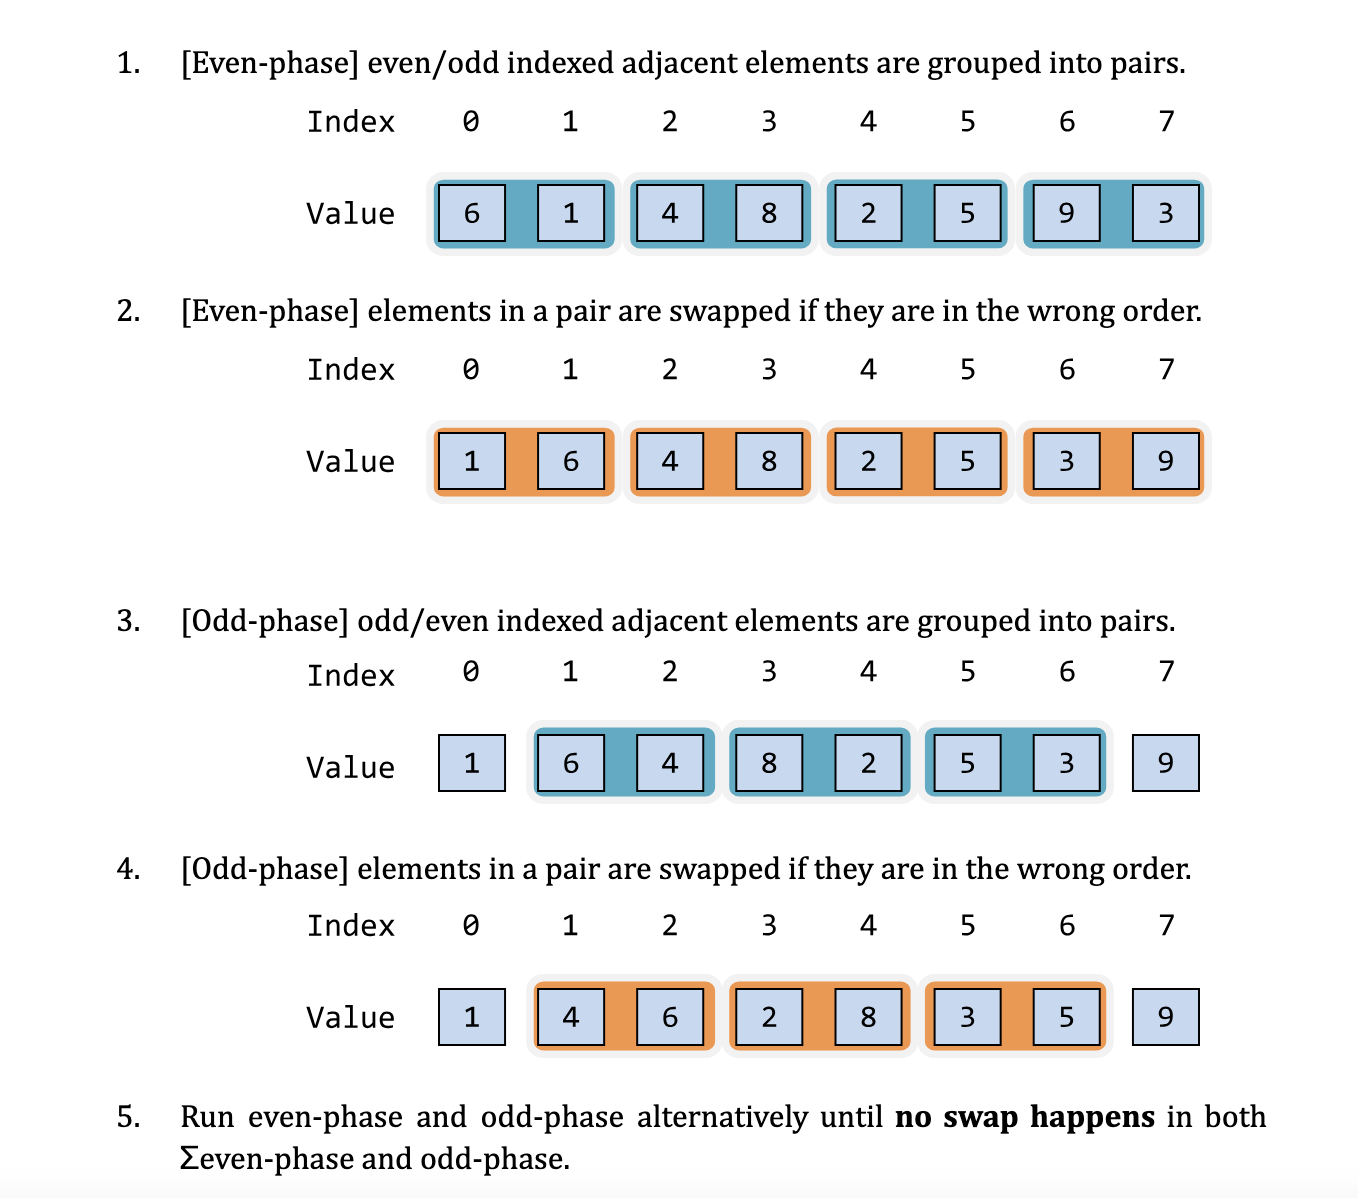 1. [Even-phase] even/odd indexed adjacent elements are grouped into pairs.
Index 0 1 2 3 4 5 6 7
Value 6 1 4 8 2 5 9 3
2. [Even-phase] elements in a pair are swapped if they are in the wrong order.
Index 0 1 2 3 4 5 6 7
Value 1 6 4 8 2 5 3 9
3. [Odd-phase] odd/even indexed adjacent elements are grouped into pairs.
Index 0 1 2 3 4 5 6 7
Value 1 6 4 8 2 5 3 9
4. [Odd-phase] elements in a pair are swapped if they are in the wrong order.
Index 0 1 2 3 4 5 6 7
Value 1 4 6 2 8 3 5 9
5. Run even-phase and odd-phase alternatively until no swap happens in both
Σeven-phase and odd-phase.